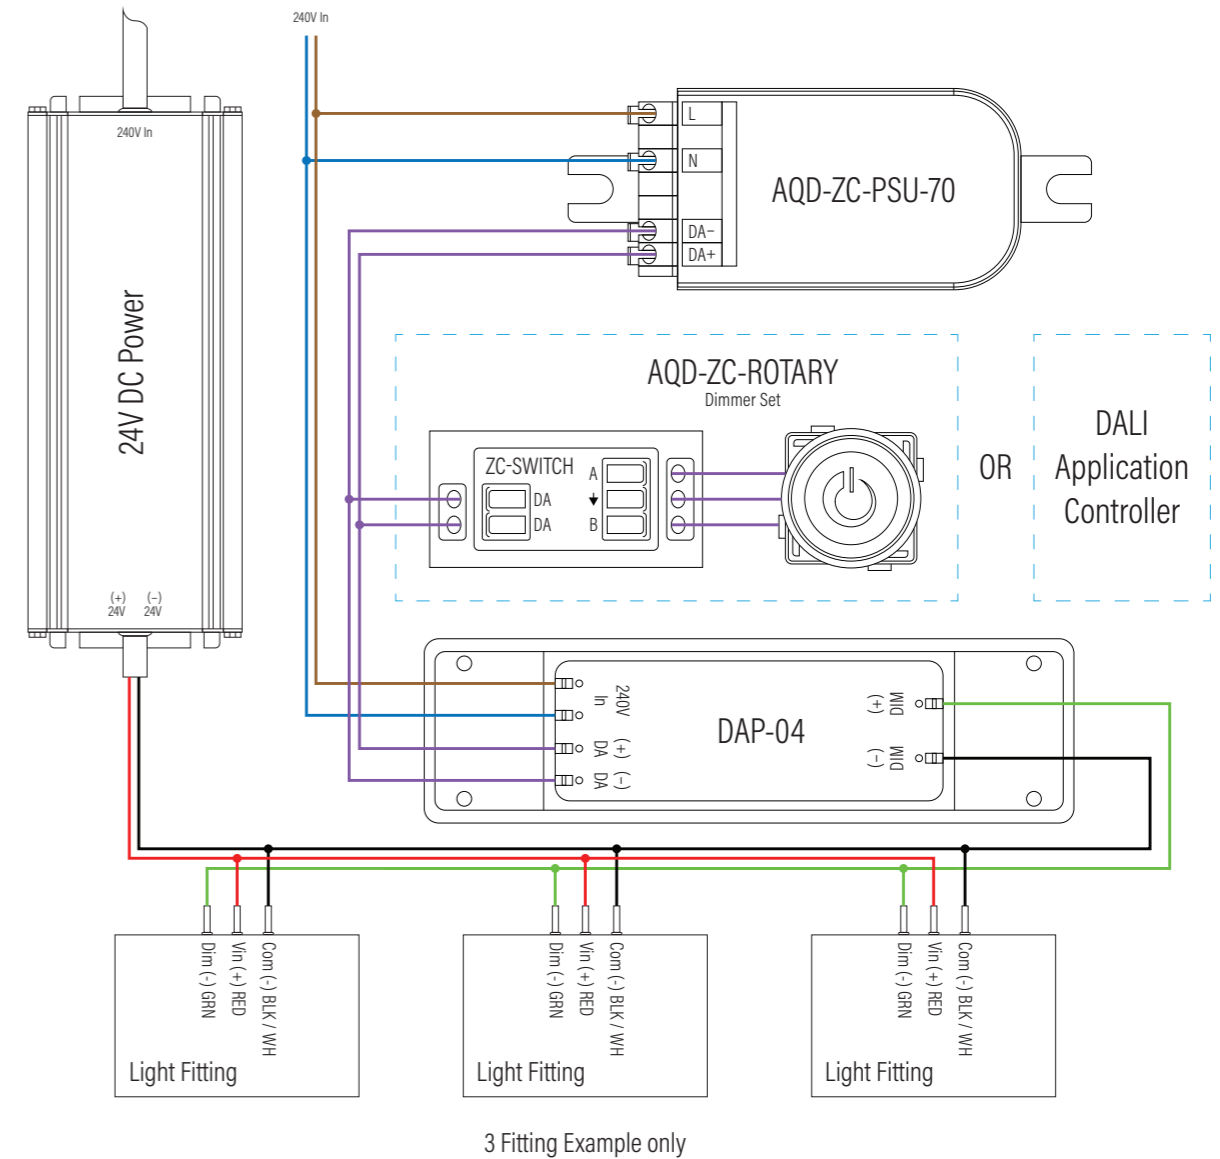 240V In
240V In
24V DC Power
(+) (−)
24V 24V
L
N
DA−
DA+
AQD-ZC-PSU-70
AQD-ZC-ROTARY
Dimmer Set
ZC-SWITCH
DA
DA
A
B
OR
DALI
Application
Controller
240V
In
DA (+)
DA (−)
DAP-04
DIM
(+)
DIM
(−)
Dim (-) GRN
Vin (+) RED
Com (-) BLK / WH
Light Fitting
Dim (-) GRN
Vin (+) RED
Com (-) BLK / WH
Light Fitting
Dim (-) GRN
Vin (+) RED
Com (-) BLK / WH
Light Fitting
3 Fitting Example only